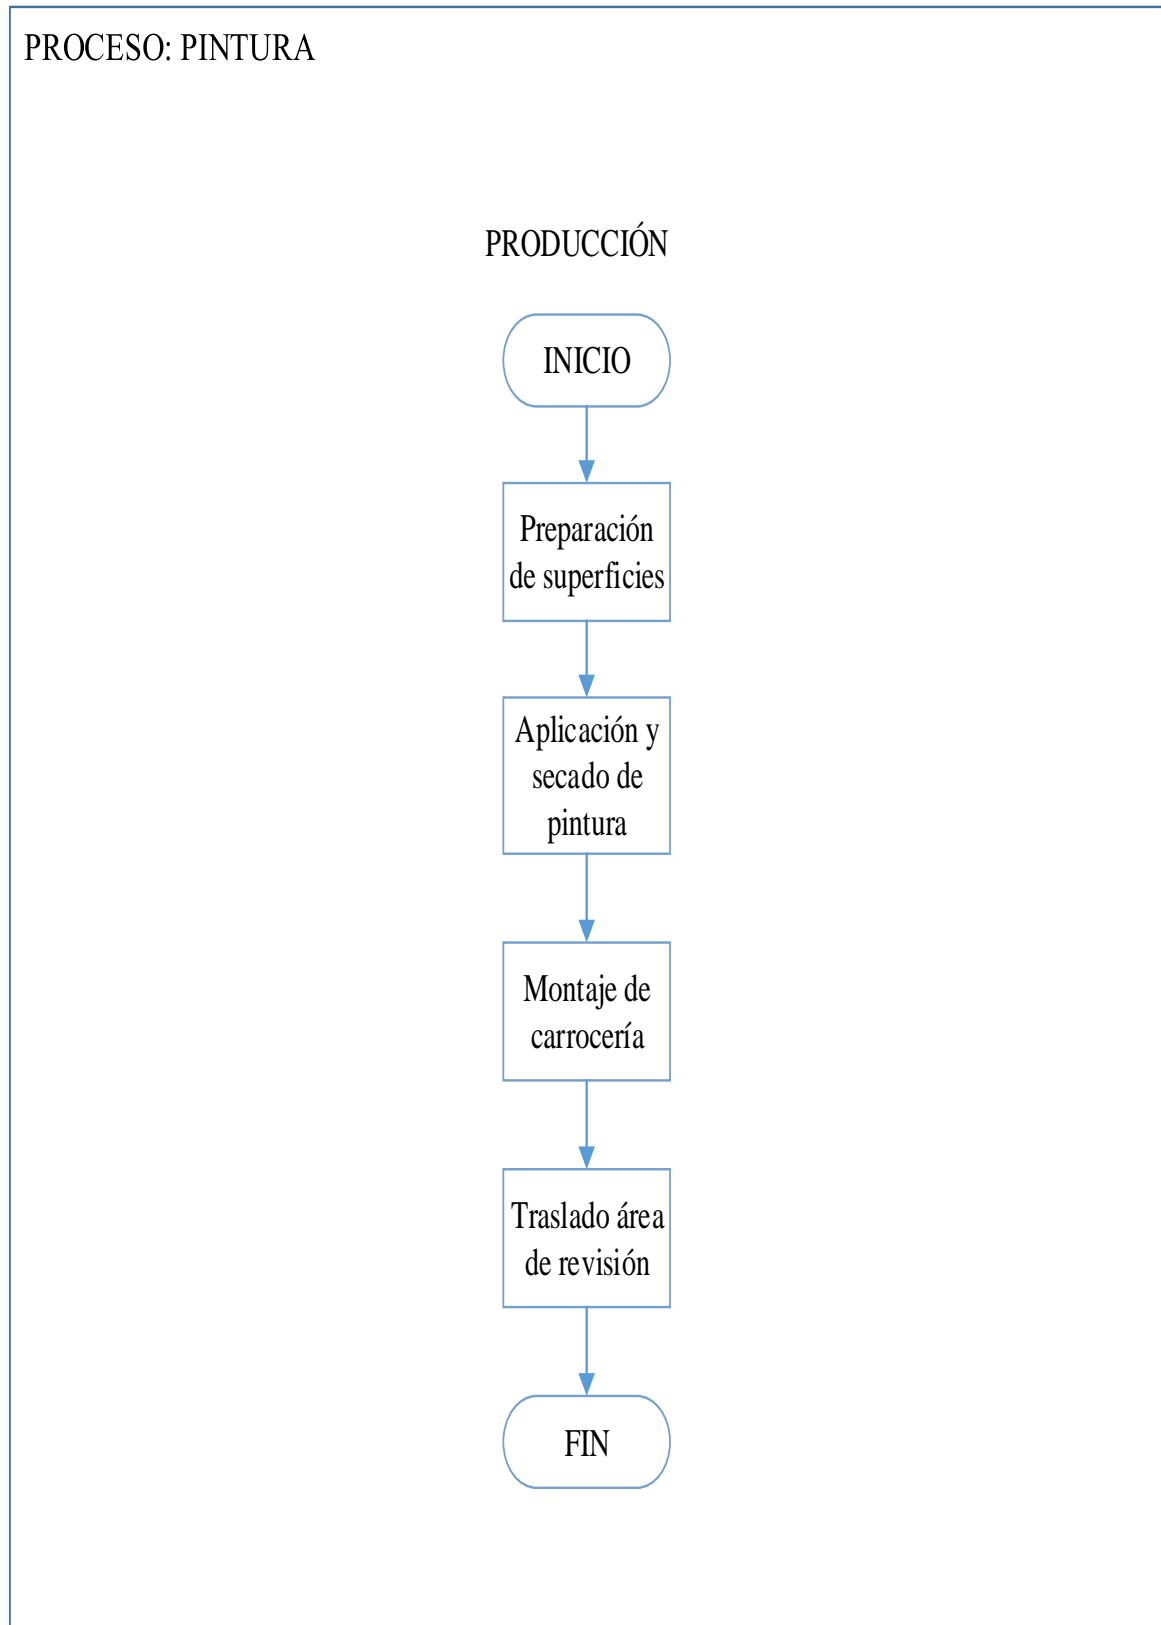 PROCESO: PINTURA
PRODUCCIÓN
INICIO
Preparación
de superficies
Aplicación y
secado de
pintura
Montaje de
carrocería
Traslado área
de revisión
FIN